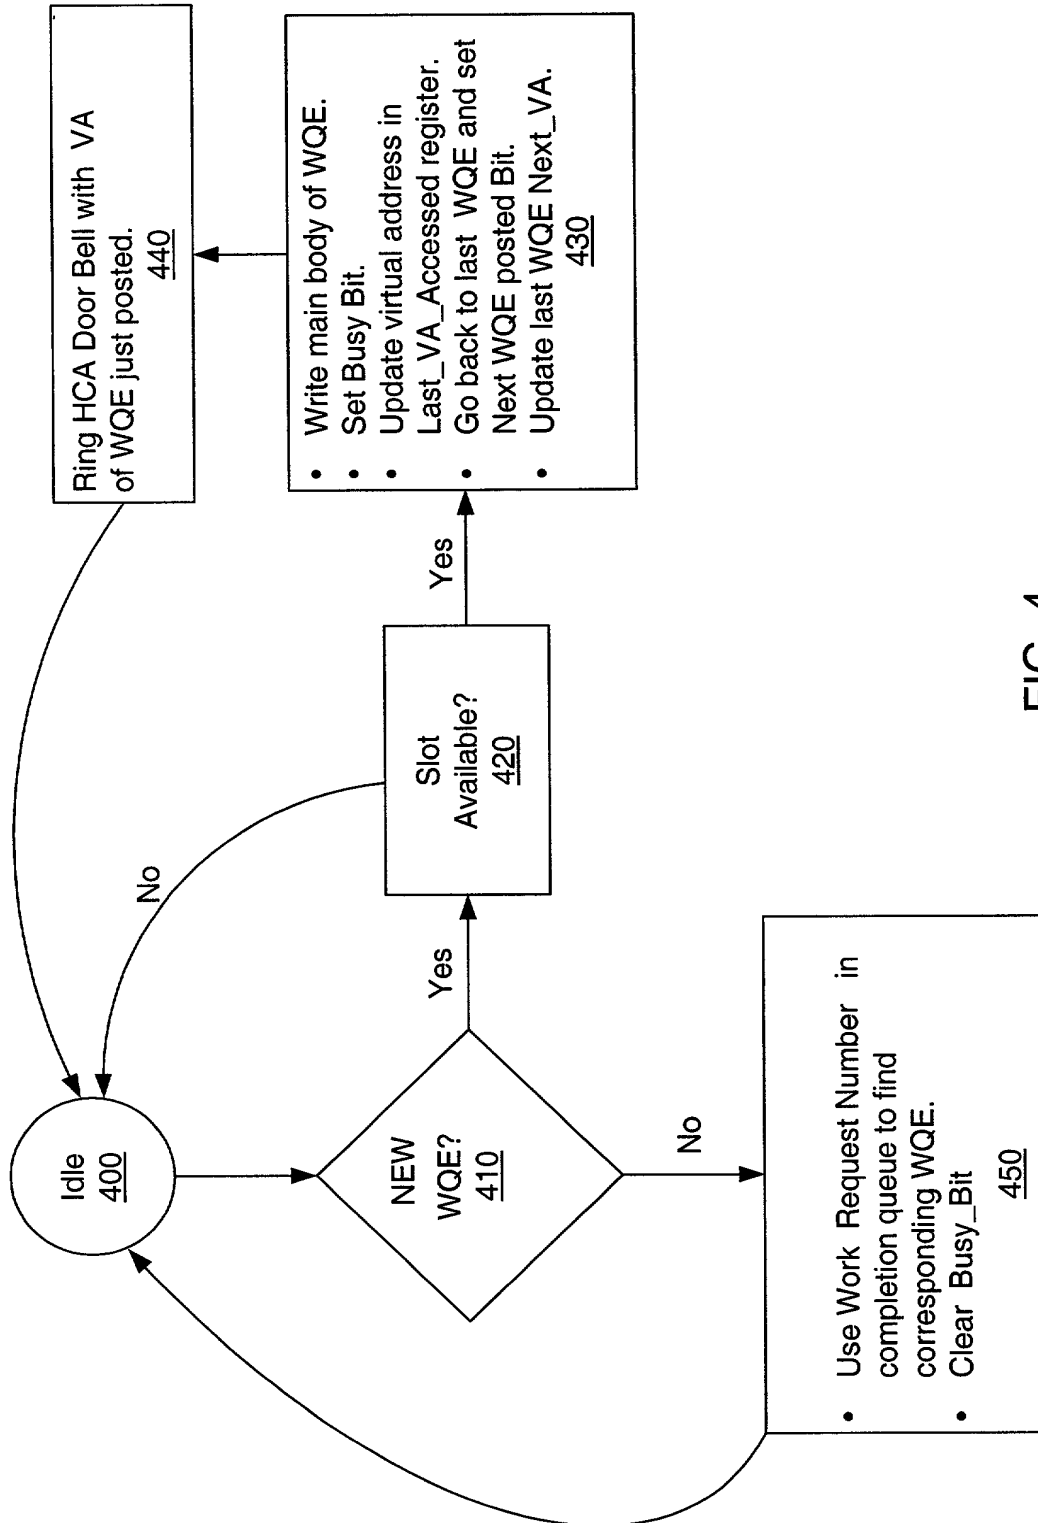 Idle
400
NEW
WQE?
410
Yes
No
Slot
Available?
420
No
Yes
• Write main body of WQE.
• Set Busy Bit.
• Update virtual address in
Last_VA_Accessed register.
• Go back to last WQE and set
Next WQE posted Bit.
• Update last WQE Next_VA.
430
Ring HCA Door Bell with VA
of WQE just posted.
440
• Use Work Request Number in
completion queue to find
corresponding WQE.
• Clear Busy_Bit
450